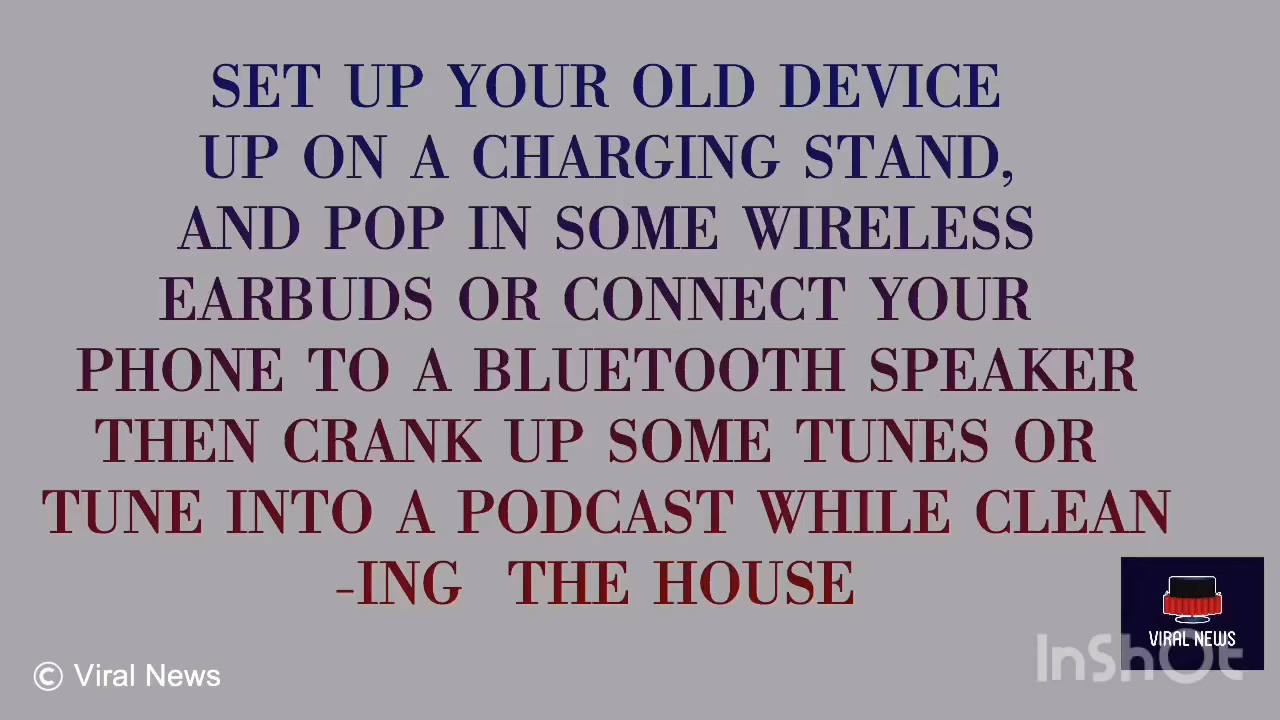 SET UP YOUR OLD DEVICE
UP ON A CHARGING STAND,
AND POP IN SOME WIRELESS
EARBUDS OR CONNECT YOUR
PHONE TO A BLUETOOTH SPEAKER
THEN CRANK UP SOME TUNES OR
TUNE INTO A PODCAST WHILE CLEAN
-ING THE HOUSE
VIRAL NEWS
InShOt
© Viral News